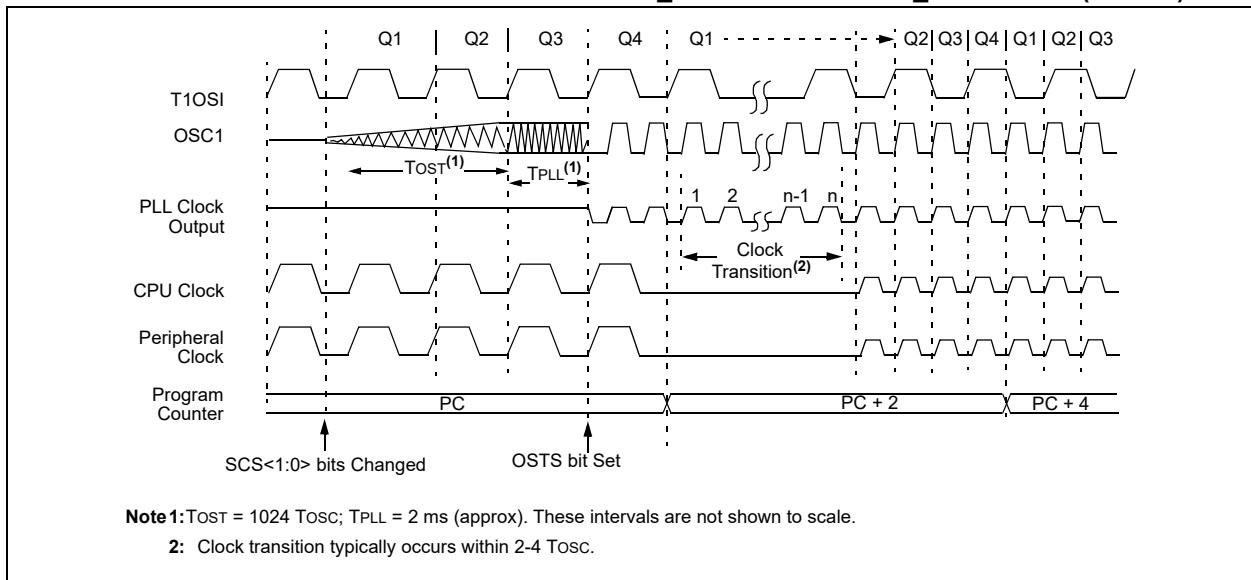 Q1 Q2 Q3 Q4 Q1 Q2 Q3 Q4 Q1 Q2 Q3
T1OSI
OSC1
TOST(1)
TPLL(1)
PLL Clock
Output
1 2 n-1 n
Clock
Transition(2)
CPU Clock
Peripheral
Clock
Program
Counter
PC PC + 2 PC + 4
SCS<1:0> bits Changed
OSTS bit Set
Note 1: TOST = 1024 TOSC; TPLL = 2 ms (approx). These intervals are not shown to scale.
2: Clock transition typically occurs within 2-4 TOSC.